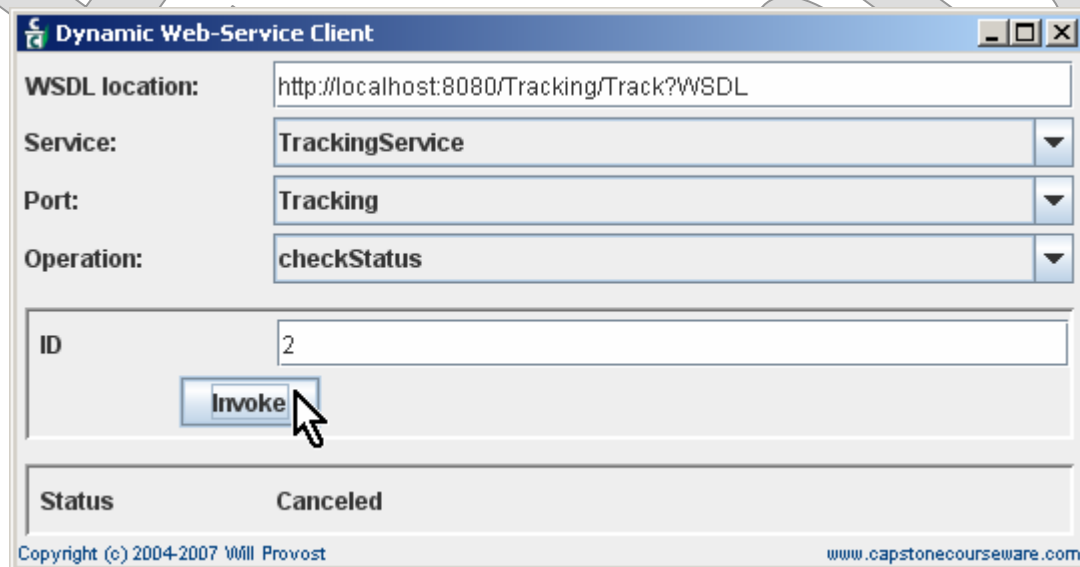 Dynamic Web-Service Client
WSDL location: http://localhost:8080/Tracking/Track?WSDL
Service: TrackingService
Port: Tracking
Operation: checkStatus
ID 2
Invoke
Status Canceled
Copyright (c) 2004-2007 Will Provost www.capstonecourseware.com